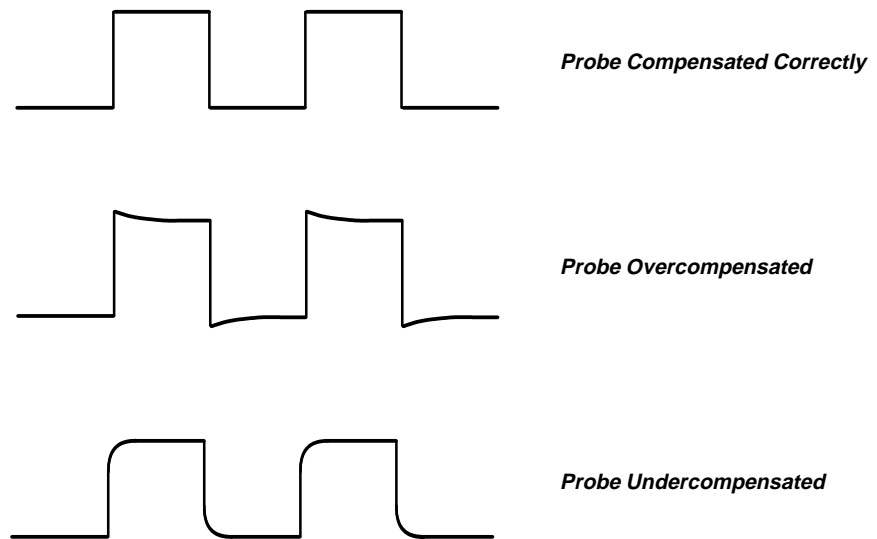 Probe Compensated Correctly
Probe Overcompensated
Probe Undercompensated